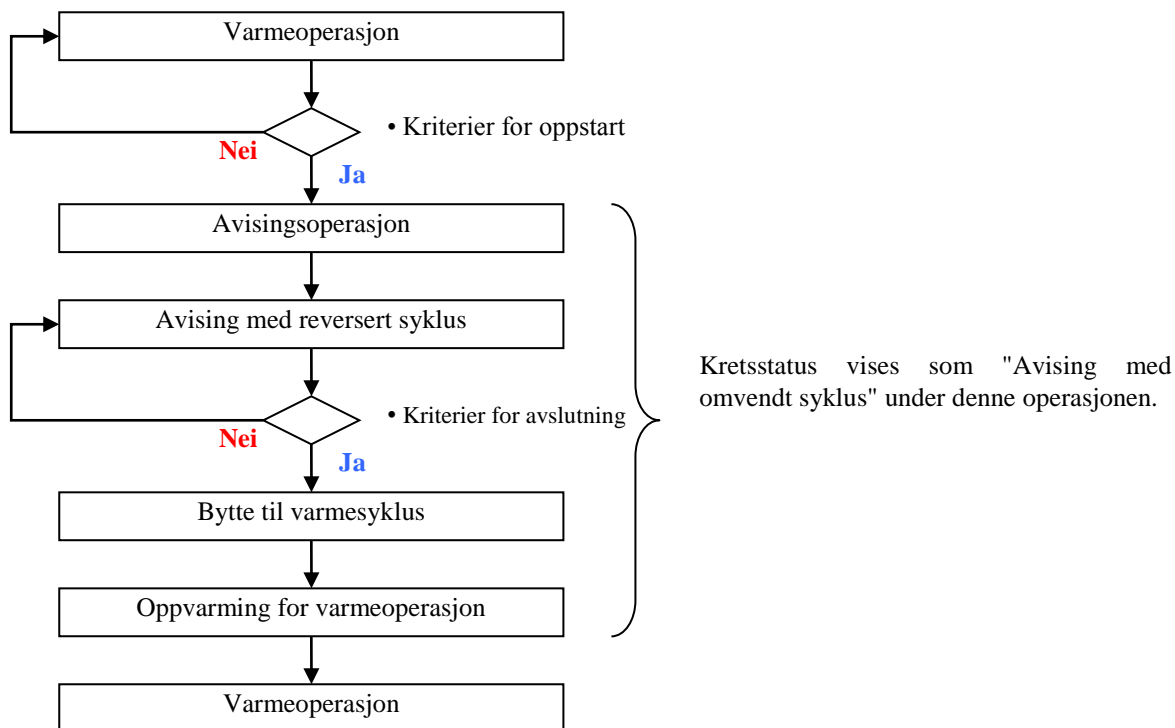 Varmeoperasjon
• Kriterier for oppstart
Nei
Ja
Avisingsoperasjon
Avising med reversert syklus
Kretsstatus vises som "Avising med
omvendt syklus" under denne operasjonen.
• Kriterier for avslutning
Nei
Ja
Bytte til varmesyklus
Oppvarming for varmeoperasjon
Varmeoperasjon